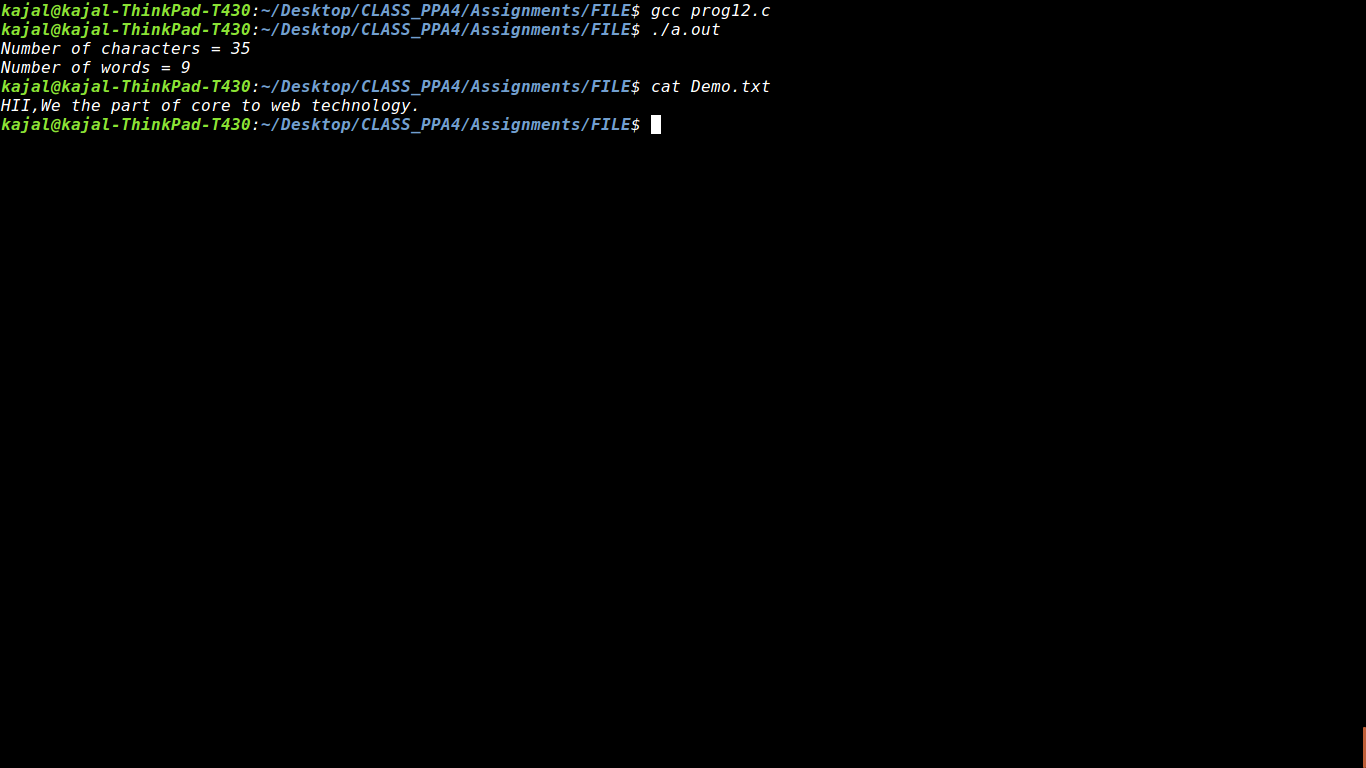 kajal@kajal-ThinkPad-T430:~/Desktop/CLASS_PPA4/Assignments/FILE$ gcc prog12.c
kajal@kajal-ThinkPad-T430:~/Desktop/CLASS_PPA4/Assignments/FILE$ ./a.out
Number of characters = 35
Number of words = 9
kajal@kajal-ThinkPad-T430:~/Desktop/CLASS_PPA4/Assignments/FILE$ cat Demo.txt
HII,We the part of core to web technology.
kajal@kajal-ThinkPad-T430:~/Desktop/CLASS_PPA4/Assignments/FILE$